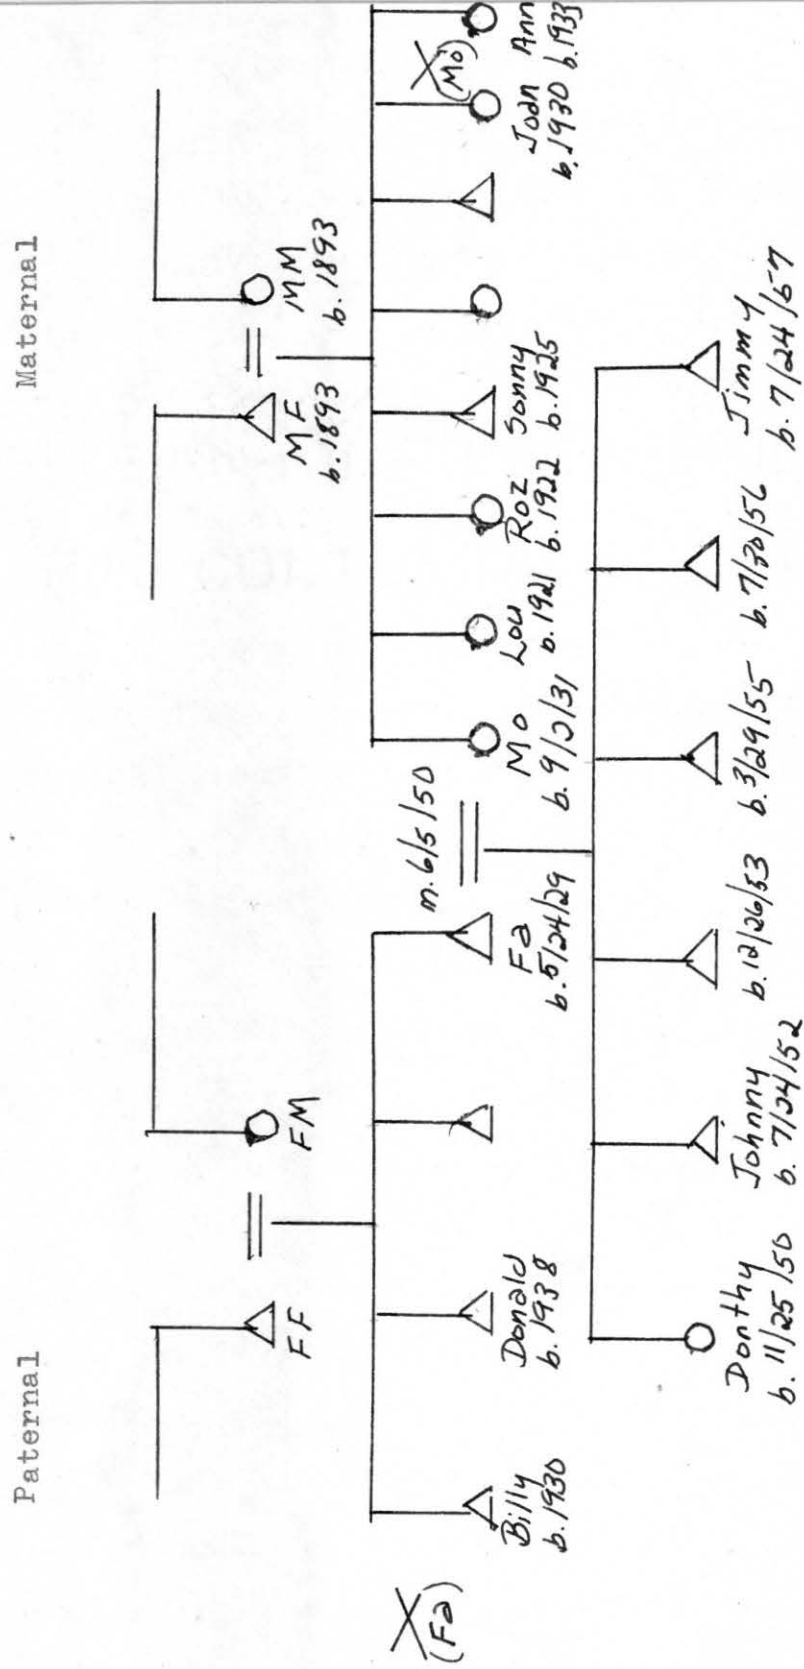 Paternal
Maternal
FF
FM
MF
b.1893
MM
b.1893
X
(Fa)
Billy
b.1930
Donald
b.1938
Fa
b.5/24/29
m.6/5/50
Mo
b.9/2/31
Lou
b.1921
Roz
b.1922
Sonny
b.1925
X
(Mo)
Joan
b.1930
Ann
b.1933
Donthy
b.11/25/50
Johnny
b.7/24/52
b.12/26/53
b.3/29/55
b.7/30/56
Jimmy
b.7/24/67